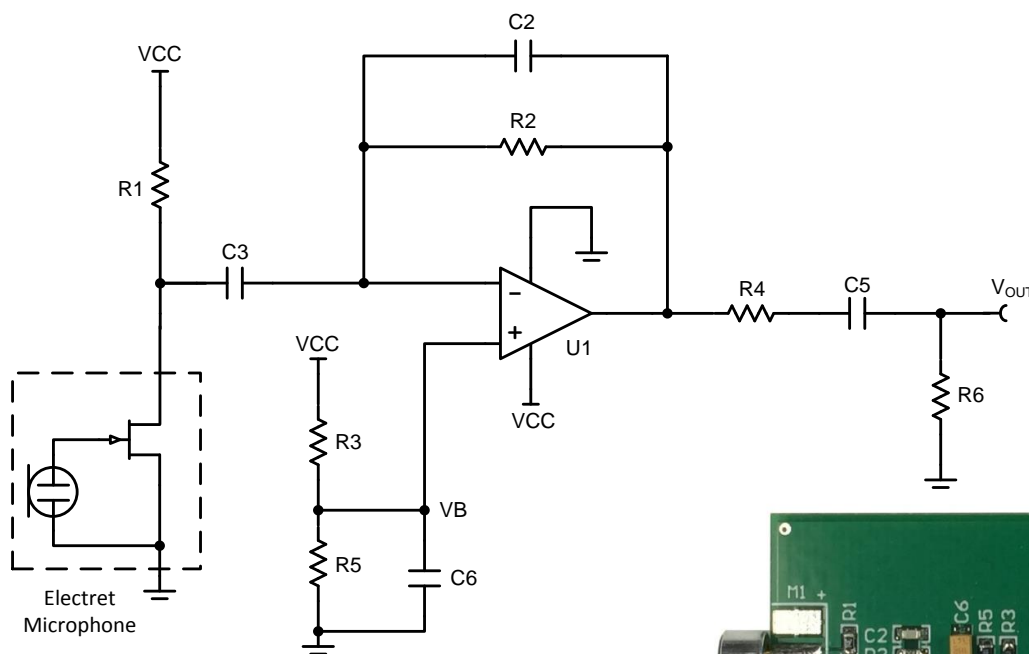 C2
VCC
R2
R1
C3
−
+
U1
VCC
R4
C5
VOUT
R6
VCC
R3
VB
R5
C6
Electret
Microphone
M1 +
R1
C2
C6
R5
R3